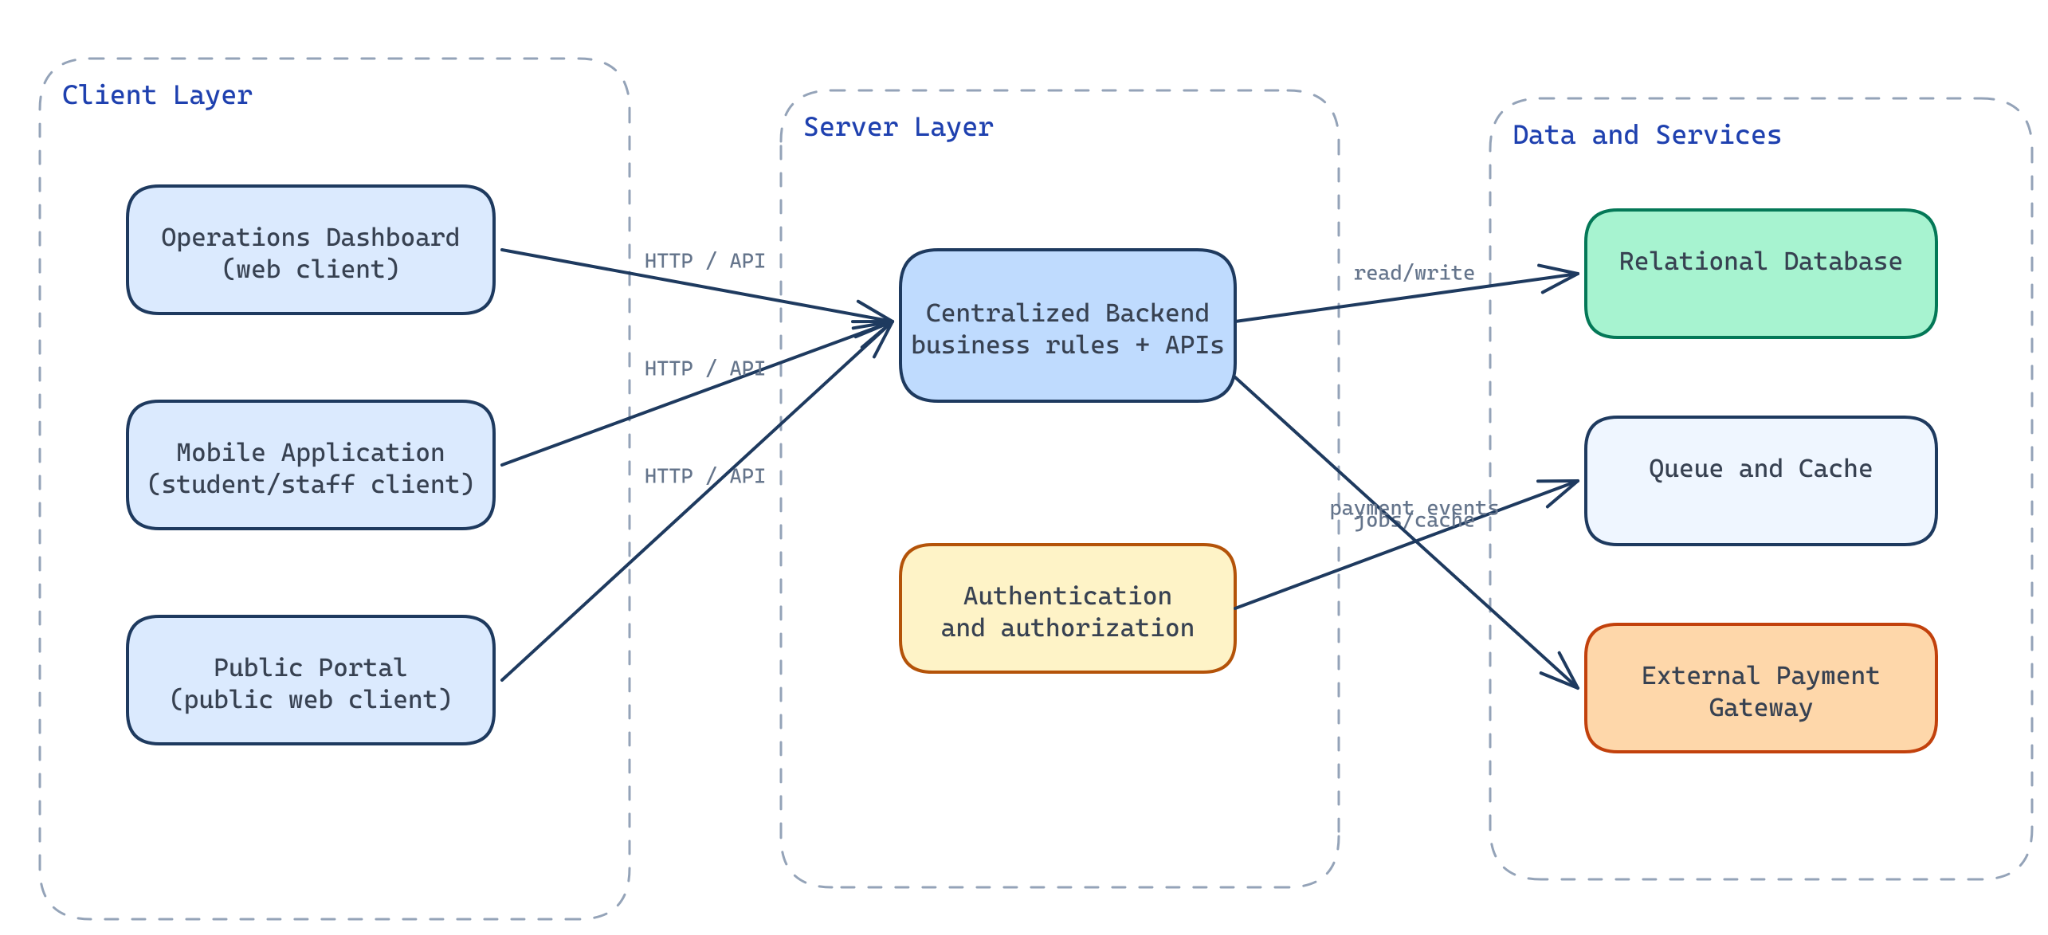 Client Layer
Operations Dashboard
(web client)
Mobile Application
(student/staff client)
Public Portal
(public web client)
HTTP / API
HTTP / API
HTTP / API
Server Layer
Centralized Backend
business rules + APIs
Authentication
and authorization
read/write
payment events
jobs/cache
Data and Services
Relational Database
Queue and Cache
External Payment
Gateway